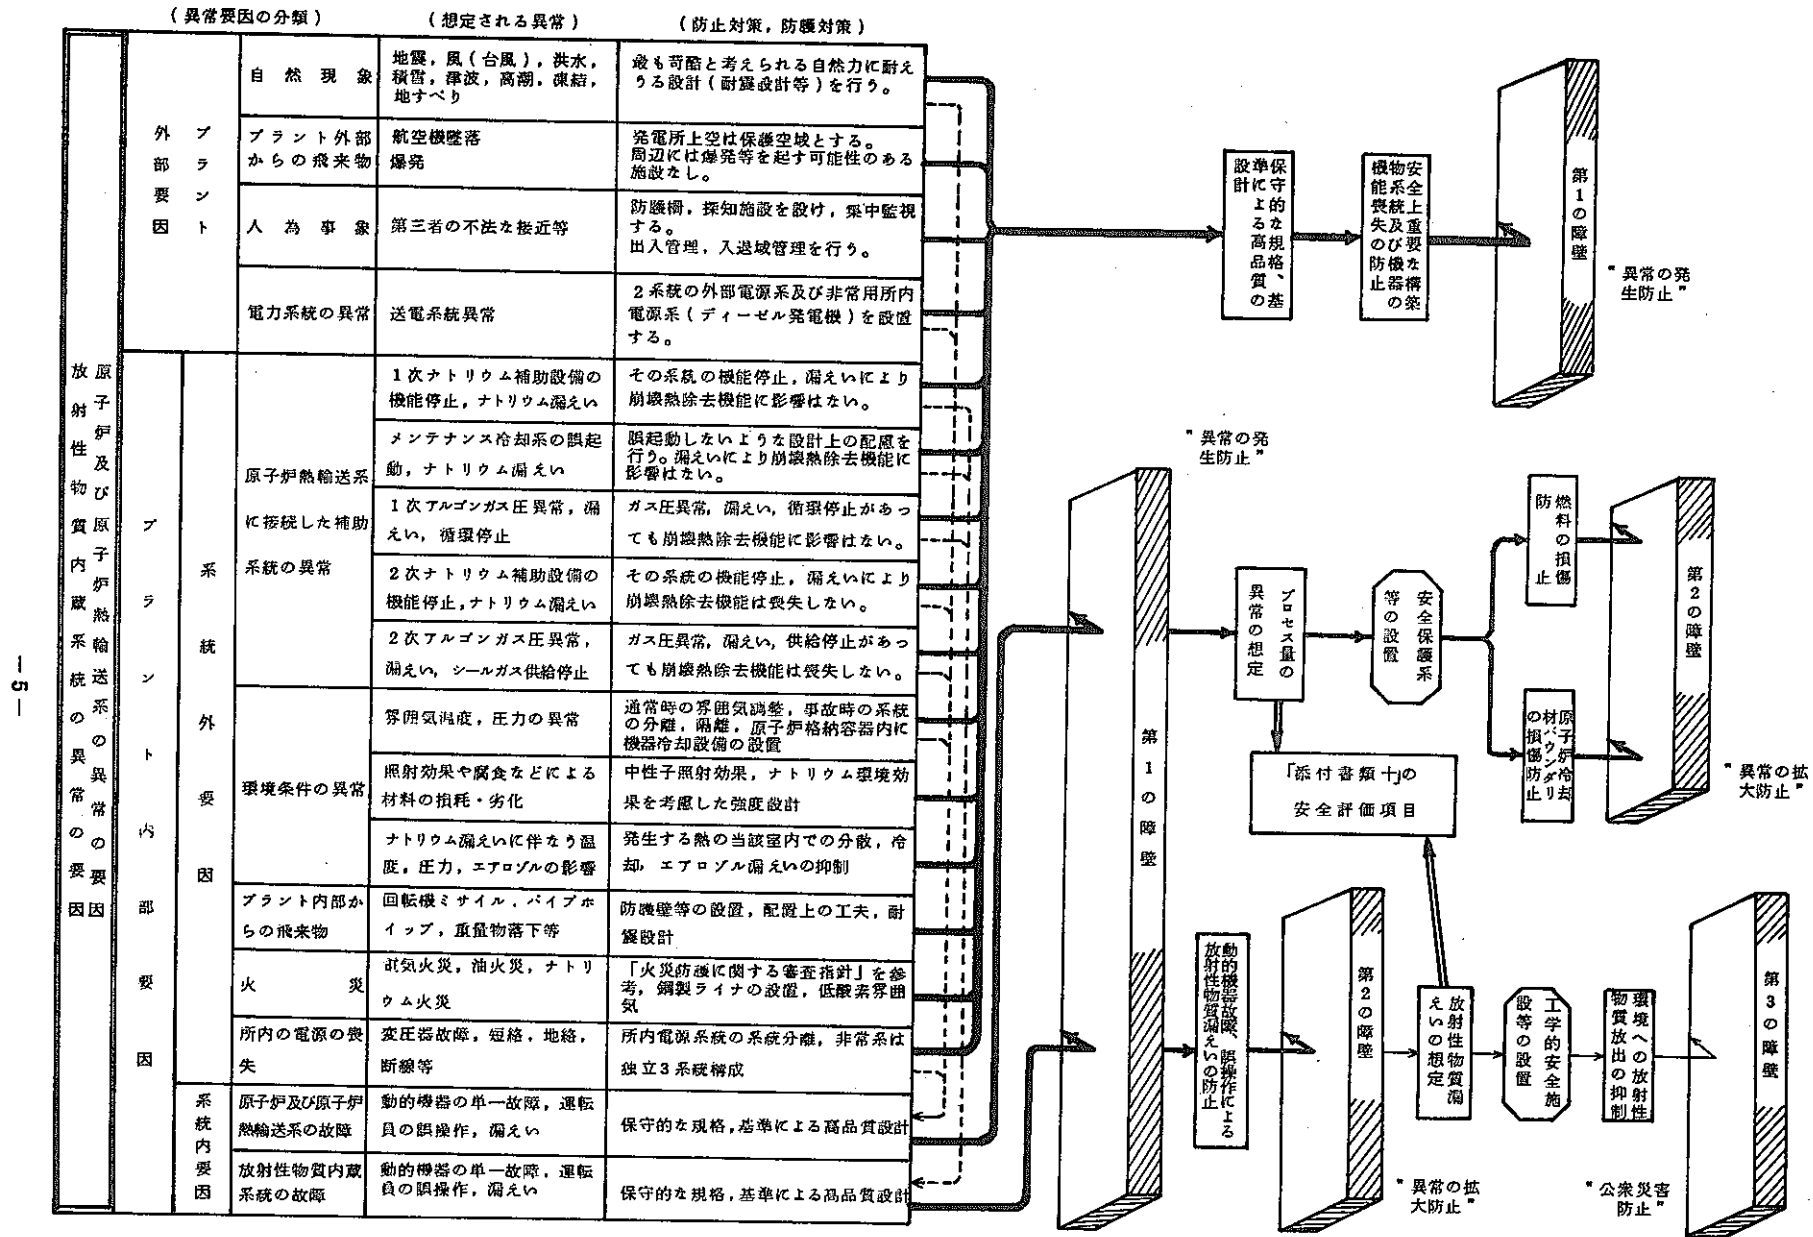 (異常要因の分類)
(想定される異常)
(防止対策，防護対策)
原子炉及び原子炉熱輸送系の異常の要因
放射性物質内蔵系統の異常の要因
プラント
外部要因
自然現象
地震，風(台風)，洪水，
積雪，津波，高潮，凍結，
地すべり
最も苛酷と考えられる自然力に耐え
うる設計(耐震設計等)を行う。
プラント外部
からの飛来物
航空機墜落
爆発
発電所上空は保護空域とする。
周辺には爆発等を起す可能性のある
施設なし。
人為事象
第三者の不法な接近等
防護柵，探知施設を設け，集中監視
する。
出入管理，入退域管理を行う。
電力系統の異常
送電系統異常
2系統の外部電源系及び非常用所内
電源系(ディーゼル発電機)を設置
する。
プラント内部要因
系統外要因
原子炉熱輸送系
に接続した補助
系統の異常
1次ナトリウム補助設備の
機能停止，ナトリウム漏えい
その系統の機能停止，漏えいにより
崩壊熱除去機能に影響はない。
メンテナンス冷却系の誤起
動，ナトリウム漏えい
誤起動しないような設計上の配慮を
行う。漏えいにより崩壊熱除去機能に
影響はない。
1次アルゴンガス圧異常，漏
えい，循環停止
ガス圧異常，漏えい，循環停止があっ
ても崩壊熱除去機能に影響はない。
2次ナトリウム補助設備の
機能停止，ナトリウム漏えい
その系統の機能停止，漏えいにより
崩壊熱除去機能は喪失しない。
2次アルゴンガス圧異常，
漏えい，シールガス供給停止
ガス圧異常，漏えい，供給停止があっ
ても崩壊熱除去機能は喪失しない。
環境条件の異常
雰囲気温度，圧力の異常
通常時の雰囲気調整，事故時の系統
の分離，隔離，原子炉格納容器内に
機器冷却設備の設置
照射効果や腐食などによる
材料の損耗・劣化
中性子照射効果，ナトリウム環境効
果を考慮した強度設計
ナトリウム漏えいに伴なう温
度，圧力，エアロゾルの影響
発生する熱の当該室内での分散，冷
却，エアロゾル漏えいの抑制
プラント内部か
らの飛来物
回転機ミサイル，パイプホ
イップ，重量物落下等
防護壁等の設置，配置上の工夫，耐
震設計
火災
電気火災，油火災，ナトリ
ウム火災
「火災防護に関する審査指針」を参
考，鋼製ライナの設置，低酸素雰囲
気
所内の電源の喪
失
変圧器故障，短絡，地絡，
断線等
所内電源系統の系統分離，非常系は
独立3系統構成
系統内要因
原子炉及び原子炉
熱輸送系の故障
動的機器の単一故障，運転
員の誤操作，漏えい
保守的な規格，基準による高品質設計
放射性物質内蔵
系統の故障
動的機器の単一故障，運転
員の誤操作，漏えい
保守的な規格，基準による高品質設計
保守的な規格、基
準による高品質の
設計
安全上重要な構築
物系統及び機器の
機能喪失の防止
第1の障壁
"異常の発
生防止"
"異常の発
生防止"
第1の障壁
プロセス量の
異常の想定
安全保護系
等の設置
燃料の損傷
防止
原子炉冷却
材バウンダリ
の損傷防止
第2の障壁
"異常の拡
大防止"
「添付書類十」の
安全評価項目
動的機器故障、誤操作による
放射性物質漏えいの防止
第2の障壁
"異常の拡
大防止"
放射性物質漏
えいの想定
工学的安全施
設等の設置
環境への放射性
物質放出の抑制
第3の障壁
"公衆災害
防止"
—5—